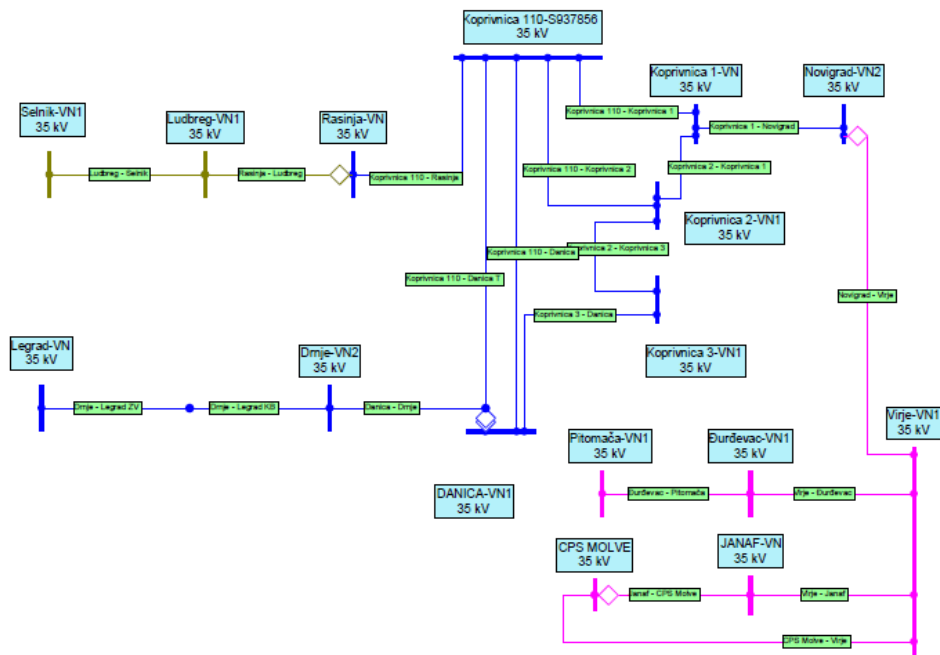 Koprivnica 110-S937856
35 kV
Koprivnica 1-VN
35 kV
Novigrad-VN2
35 kV
Selnik-VN1
35 kV
Ludbreg-VN1
35 kV
Rasinja-VN
35 kV
Koprivnica 110 - Koprivnica 1
Koprivnica 1 - Novigrad
Ludbreg - Selnik
Rasinja - Ludbreg
Koprivnica 110 - Rasinja
Koprivnica 110 - Koprivnica 2
Koprivnica 2 - Koprivnica 1
Koprivnica 2-VN1
35 kV
Koprivnica 110 - Danica
oprivnica 2 - Koprivnica 3
Koprivnica 110 - Danica T
Novigrad - Virje
Koprivnica 3 - Danica
Legrad-VN
35 kV
Drnje-VN2
35 kV
Koprivnica 3-VN1
35 kV
Drnje - Legrad ZV
Drnje - Legrad KB
Danica - Drnje
Virje-VN1
35 kV
Pitomača-VN1
35 kV
Đurđevac-VN1
35 kV
DANICA-VN1
35 kV
Đurđevac - Pitomača
Virje - Đurđevac
CPS MOLVE
35 kV
JANAF-VN
35 kV
Janaf - CPS Molve
Virje - Janaf
CPS Molve - Virje